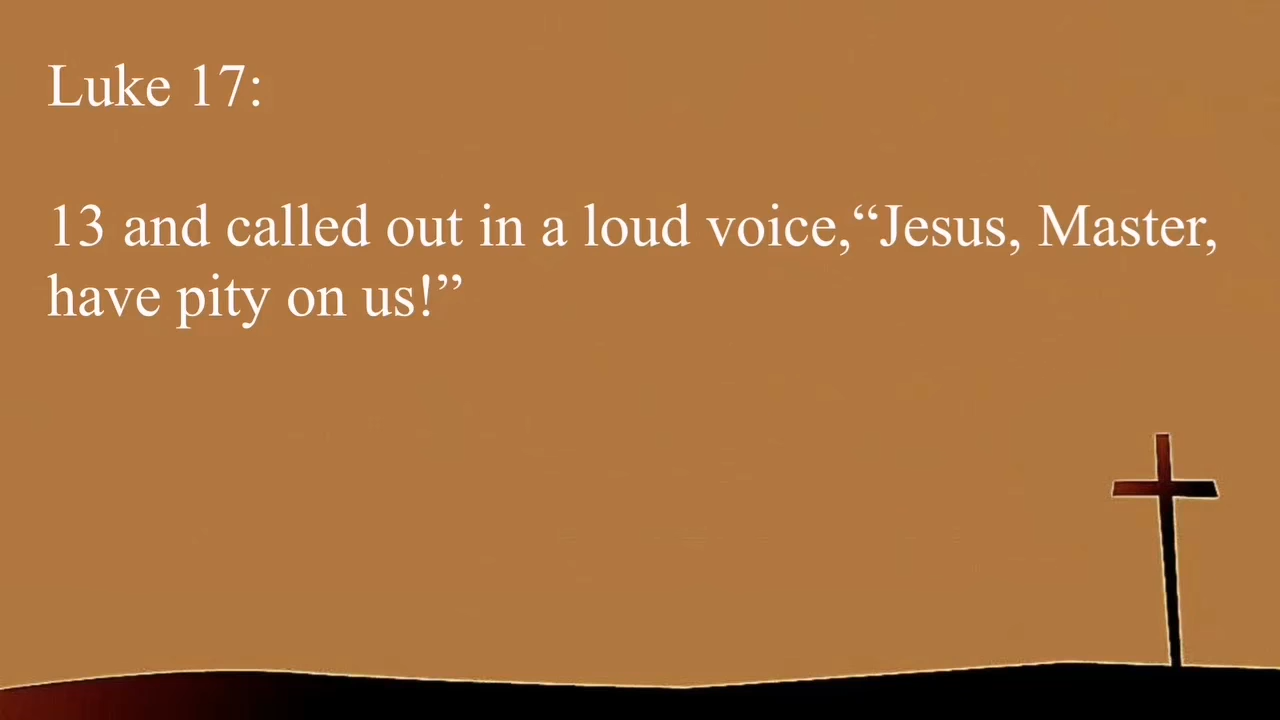 Luke 17:
13 and called out in a loud voice,“Jesus, Master,
have pity on us!”